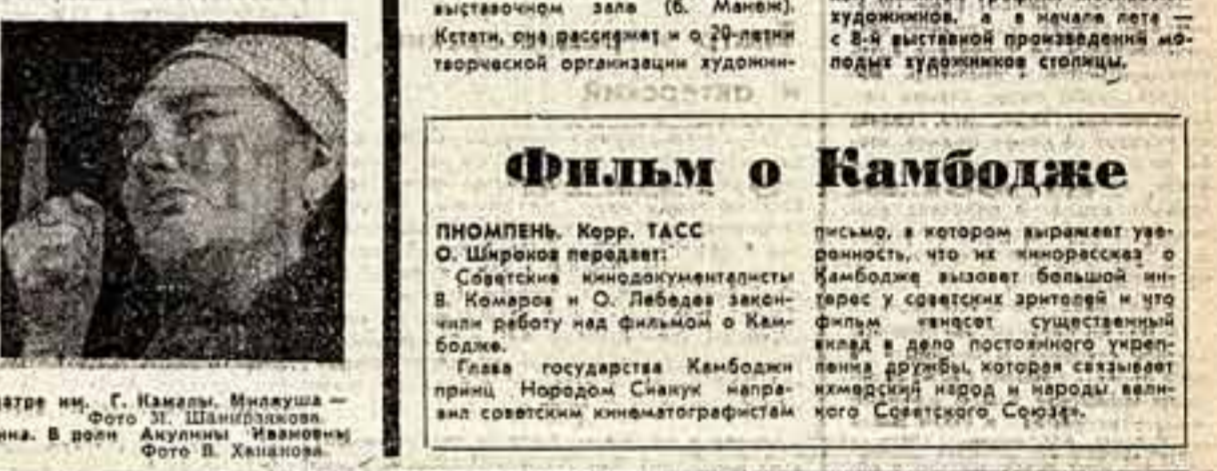 выставочном зале (б. Манеж).
Кстати, она расскажет и о 20-летии
творческой организации художни-
художников, а в начале лета —
с 8-й выставкой произведений мо-
лодых художников столицы.
Фильм о Камбодже
ПНОМПЕНЬ. Корр. ТАСС
О. Широков передает:
Советские кинодокументалисты
В. Комаров и О. Лебедев закон-
чили работу над фильмом о Кам-
бодже.
Глава государства Камбоджи
принц Нородом Сианук напра-
вил советским кинематографистам
письмо, в котором выражает уве-
ренность, что их кинорассказ о
Камбодже вызовет большой ин-
терес у советских зрителей и что
фильм «внесет существенный
вклад в дело постоянного укреп-
ления дружбы, которая связывает
кхмерский народ и народы вели-
кого Советского Союза».
атре им. Г. Камалы. Миляуша —
Фото
ина. В роли Акулины Ивановны
Фото В.